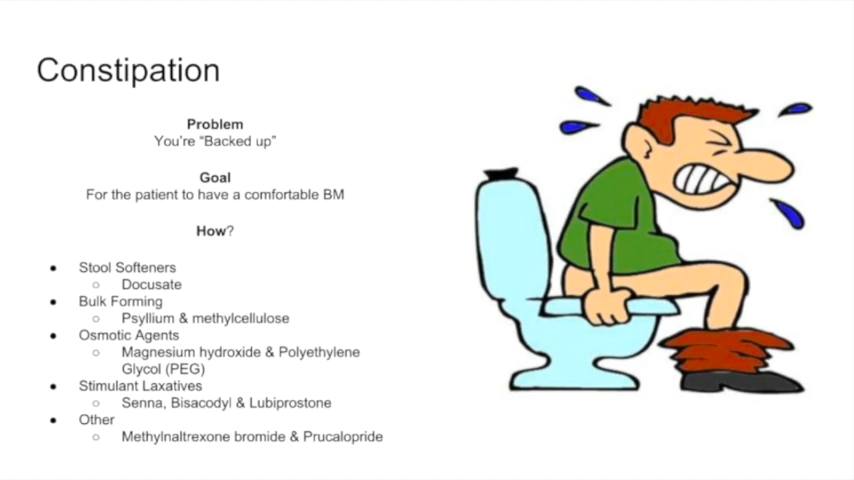 Constipation
Problem
You're "Backed up"
Goal
For the patient to have a comfortable BM
How?
● Stool Softeners
○ Docusate
● Bulk Forming
○ Psyllium & methylcellulose
● Osmotic Agents
○ Magnesium hydroxide & Polyethylene
Glycol (PEG)
● Stimulant Laxatives
○ Senna, Bisacodyl & Lubiprostone
● Other
○ Methylnaltrexone bromide & Prucalopride